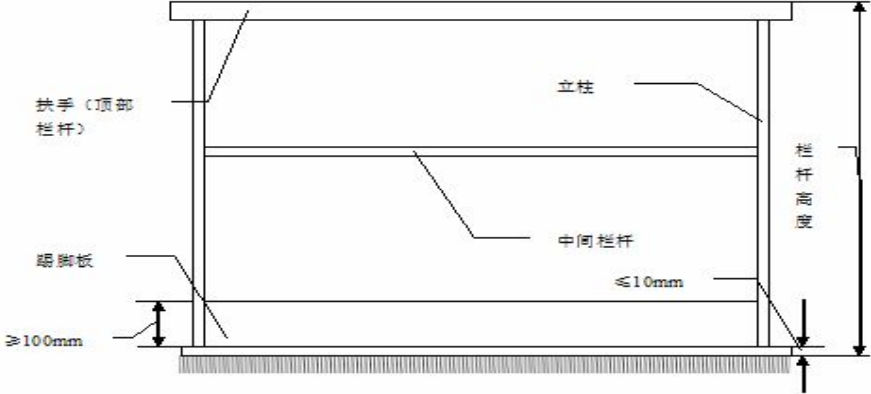 扶手（顶部
栏杆）
立柱
栏杆高度
中间栏杆
踢脚板
≤10mm
≥100mm